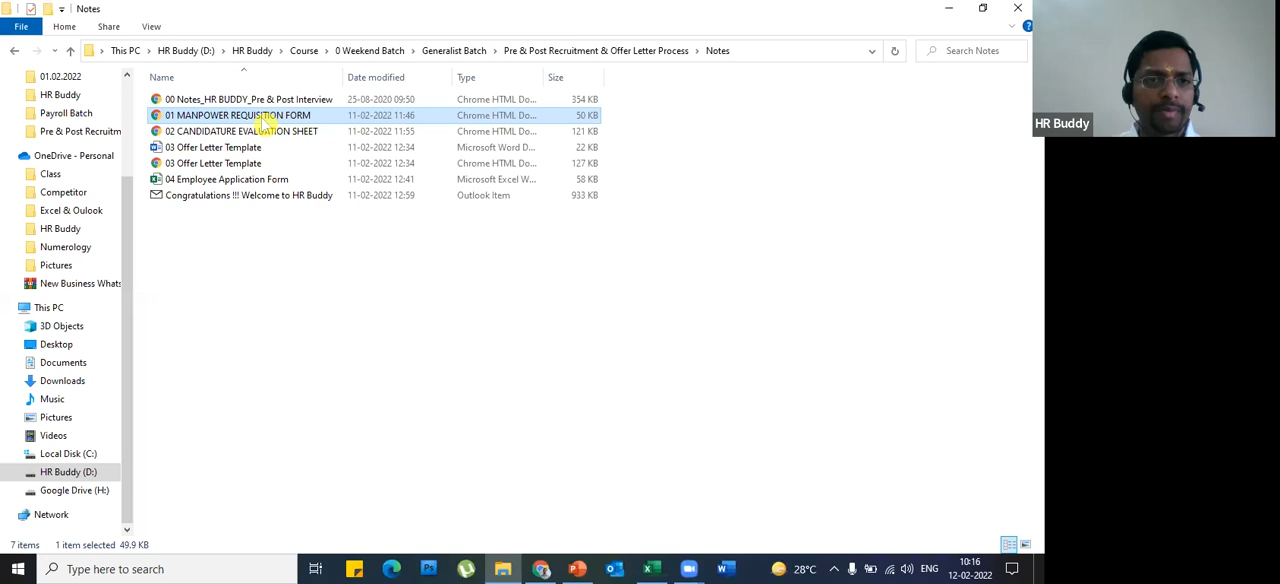 Notes
File Home Share View
This PC > HR Buddy (D:) > HR Buddy > Course > 0 Weekend Batch > Generalist Batch > Pre & Post Recruitment & Offer Letter Process > Notes
Search Notes
01.02.2022
HR Buddy
Payroll Batch
Pre & Post Recruitm
OneDrive - Personal
Class
Competitor
Excel & Oulook
HR Buddy
Numerology
Pictures
New Business Whats
This PC
3D Objects
Desktop
Documents
Downloads
Music
Pictures
Videos
Local Disk (C:)
HR Buddy (D:)
Google Drive (H:)
Network
Name Date modified Type Size
00 Notes_HR BUDDY_Pre & Post Interview 25-08-2020 09:50 Chrome HTML Do... 354 KB
01 MANPOWER REQUISITION FORM 11-02-2022 11:46 Chrome HTML Do... 50 KB
02 CANDIDATURE EVALUATION SHEET 11-02-2022 11:55 Chrome HTML Do... 121 KB
03 Offer Letter Template 11-02-2022 12:34 Microsoft Word D... 22 KB
03 Offer Letter Template 11-02-2022 12:34 Chrome HTML Do... 127 KB
04 Employee Application Form 11-02-2022 12:41 Microsoft Excel W... 58 KB
Congratulations !!! Welcome to HR Buddy 11-02-2022 12:59 Outlook Item 933 KB
HR Buddy
7 items 1 item selected 49.9 KB
Type here to search
28°C
ENG
10:16
12-02-2022